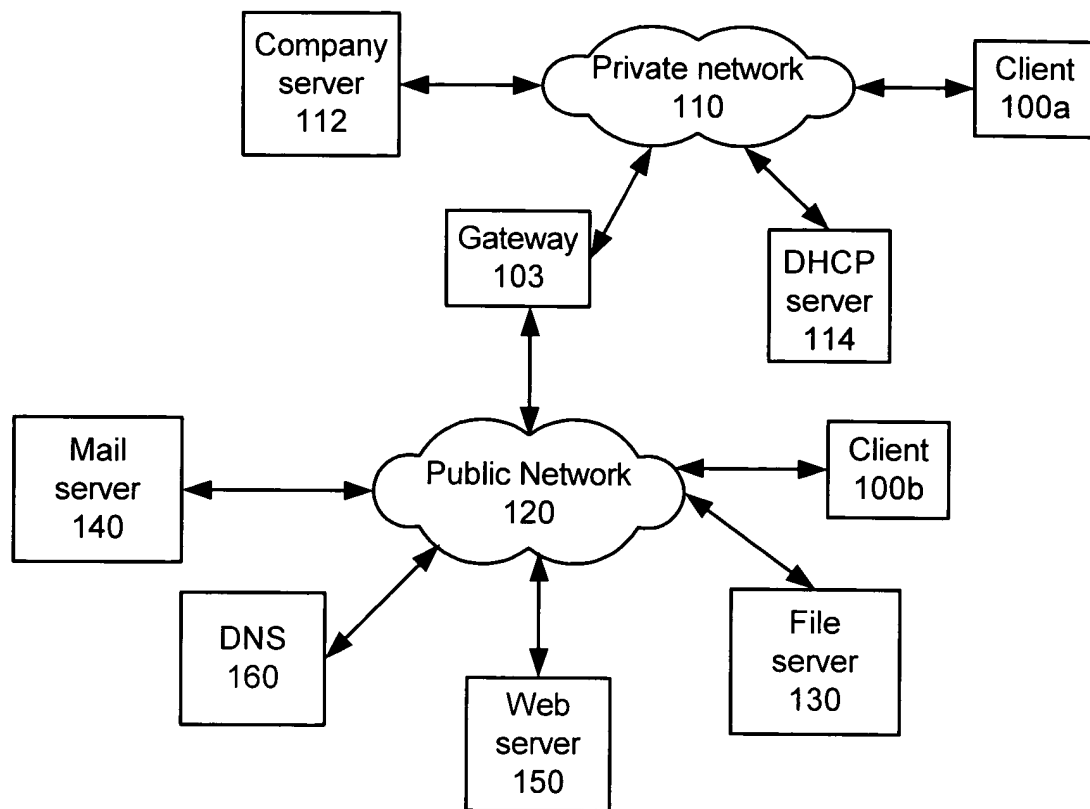 Company
server
112
Private network
110
Client
100a
Gateway
103
DHCP
server
114
Mail
server
140
Public Network
120
Client
100b
DNS
160
Web
server
150
File
server
130